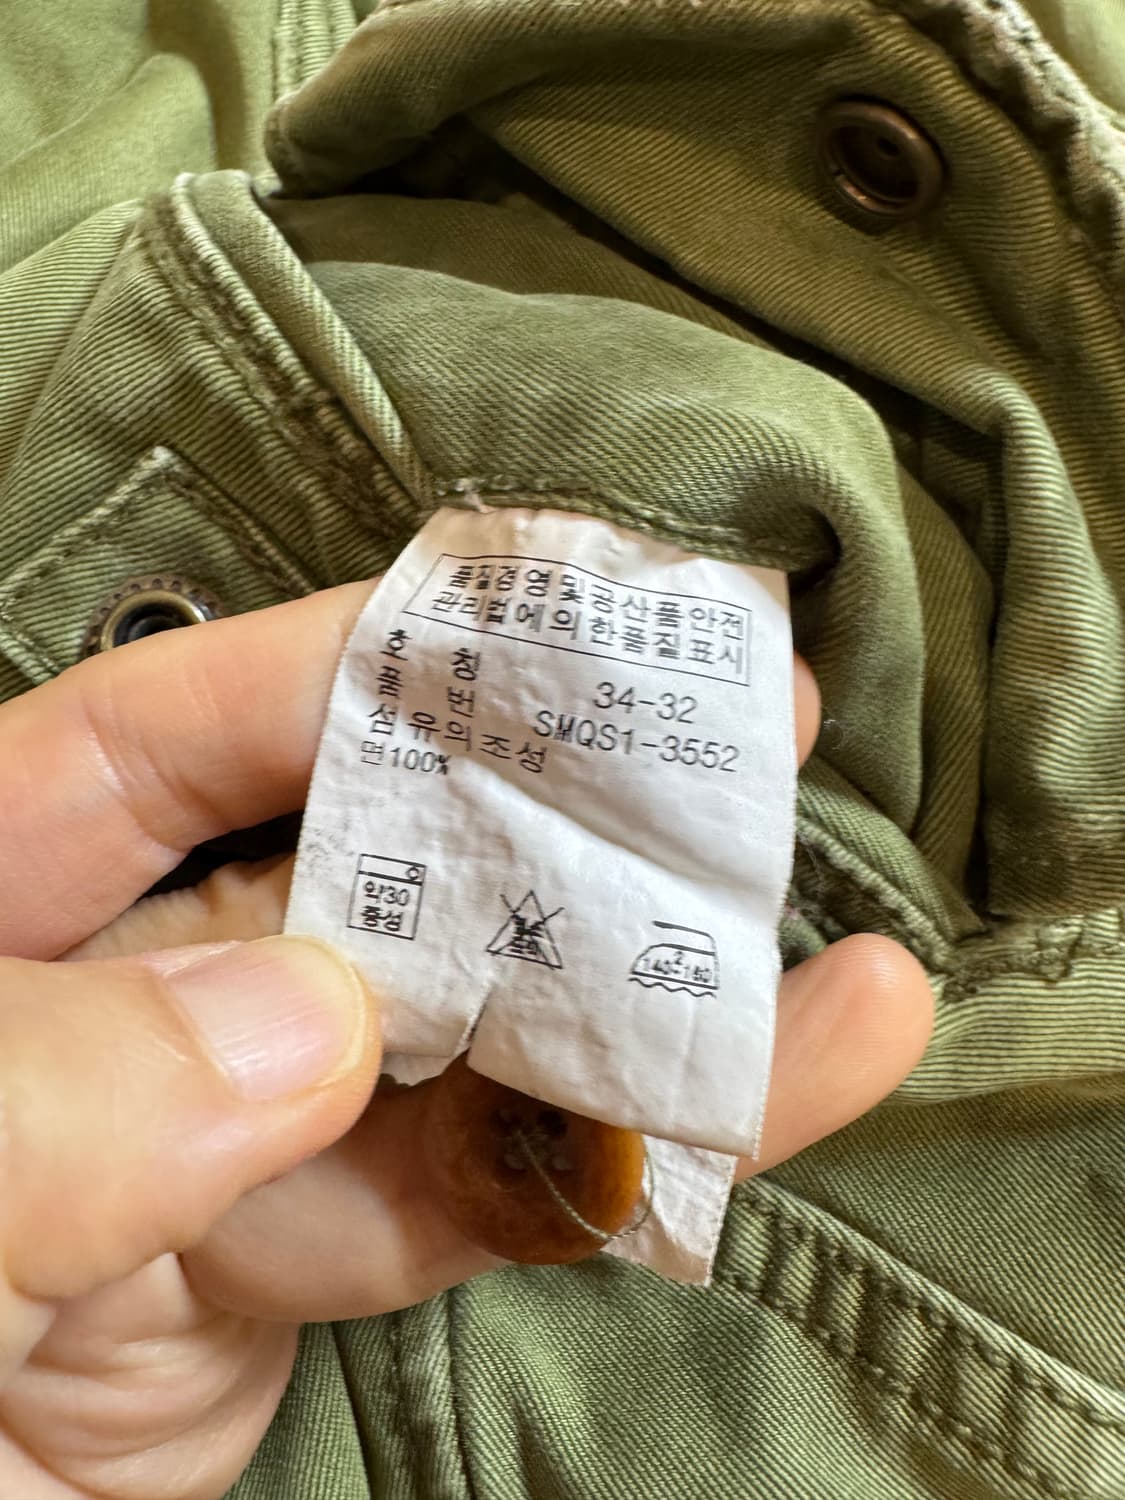 품질경영 및 공산품안전
관리법에 의한 품질표시
호칭 34-32
품번 SMQS1-3552
섬유의 조성
면100%
약30
중성
140~160